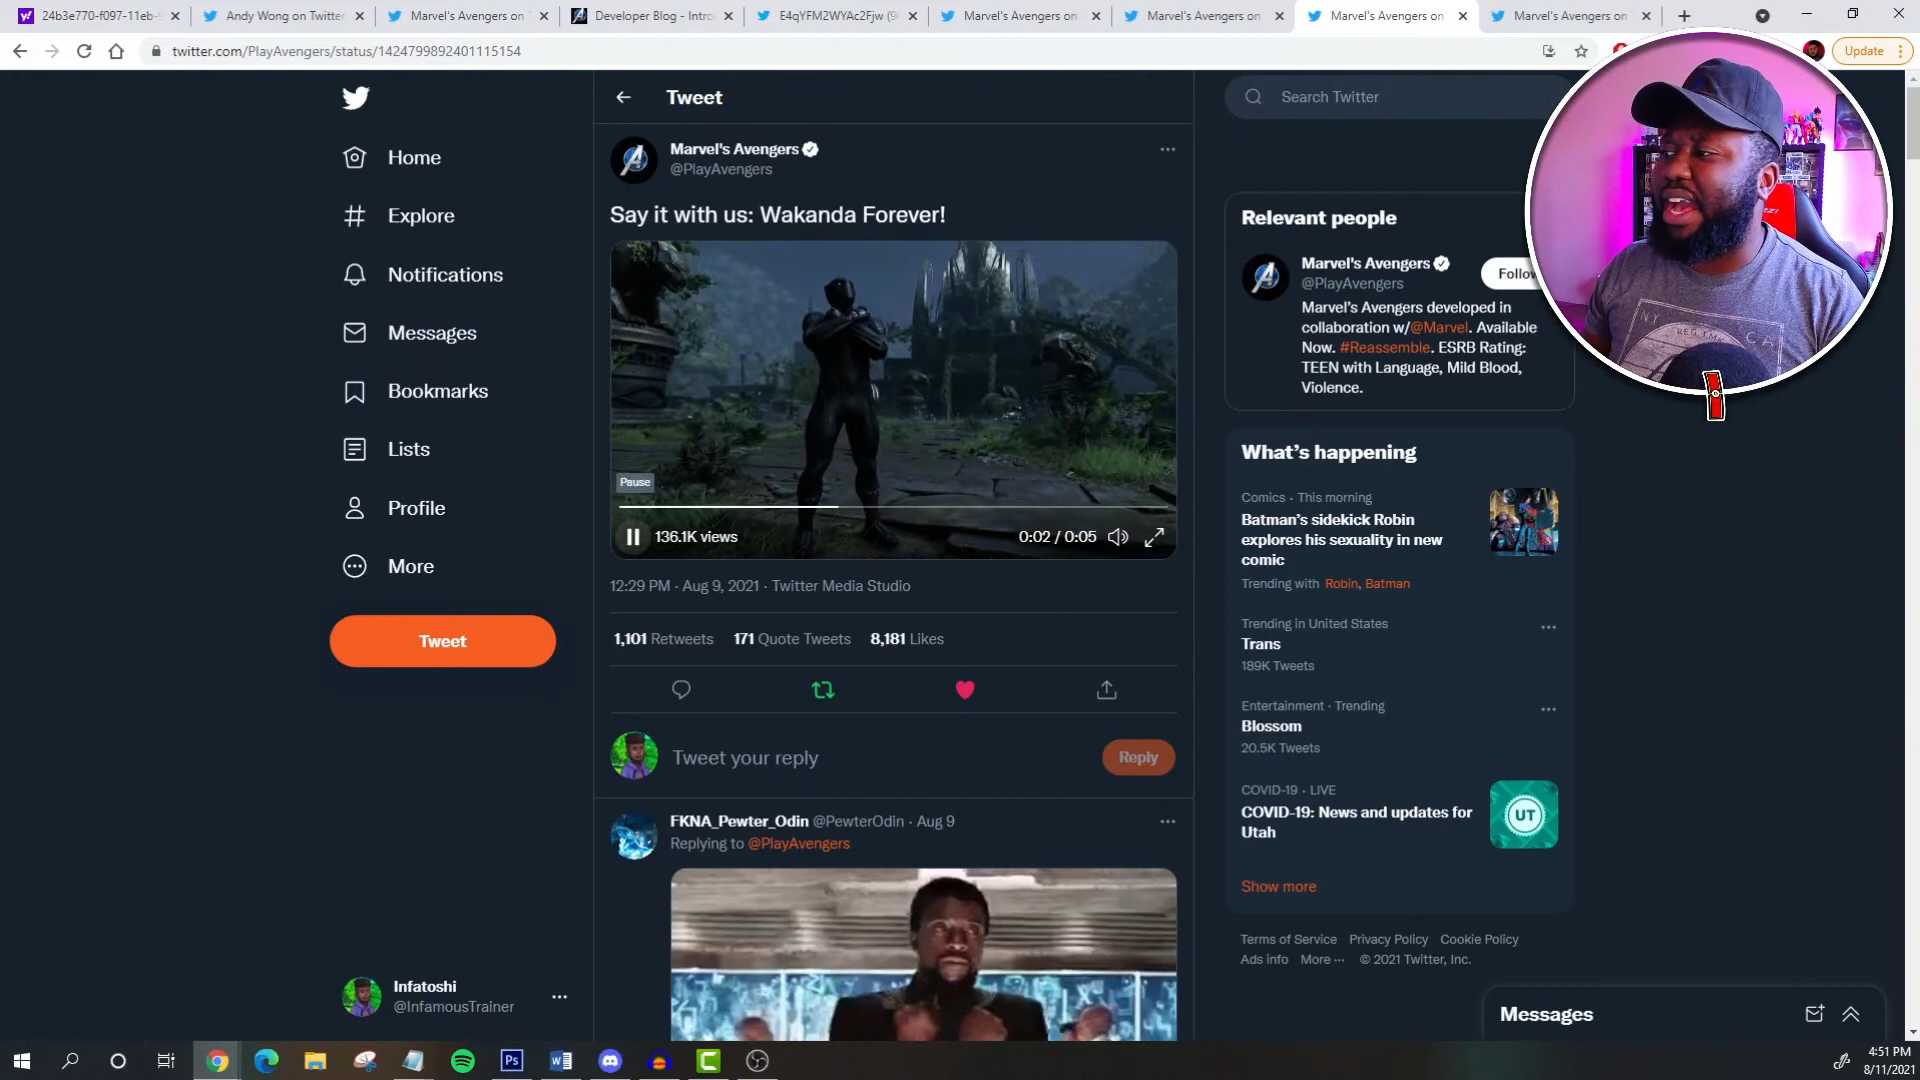 24b3e770-f097-11eb-
Andy Wong on Twitter
Marvel's Avengers on
Developer Blog - Intro
E4qYFM2WYAc2Fjw
Marvel's Avengers on
Marvel's Avengers on
Marvel's Avengers on
Marvel's Avengers on
twitter.com/PlayAvengers/status/1424799892401115154
Update
Home
Explore
Notifications
Messages
Bookmarks
Lists
Profile
More
Tweet
Infatoshi
@InfamousTrainer
Tweet
Marvel's Avengers
@PlayAvengers
Say it with us: Wakanda Forever!
Pause
136.1K views
0:02 / 0:05
12:29 PM · Aug 9, 2021 · Twitter Media Studio
1,101 Retweets 171 Quote Tweets 8,181 Likes
Tweet your reply
Reply
FKNA_Pewter_Odin @PewterOdin · Aug 9
Replying to @PlayAvengers
Search Twitter
Relevant people
Marvel's Avengers
@PlayAvengers
Follow
Marvel's Avengers developed in
collaboration w/@Marvel. Available
Now. #Reassemble. ESRB Rating:
TEEN with Language, Mild Blood,
Violence.
What's happening
Comics · This morning
Batman's sidekick Robin
explores his sexuality in new
comic
Trending with Robin, Batman
Trending in United States
Trans
189K Tweets
Entertainment · Trending
Blossom
20.5K Tweets
COVID-19 · LIVE
COVID-19: News and updates for
Utah
UT
Show more
Terms of Service Privacy Policy Cookie Policy
Ads info More ··· © 2021 Twitter, Inc.
Messages
Ps
4:51 PM
8/11/2021